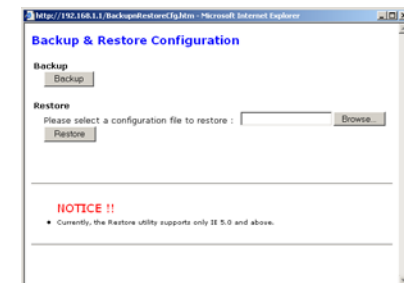 http://192.168.1.1/BackupnRestoreCfg.htm - Microsoft Internet Explorer
Backup & Restore Configuration
Backup
Backup
Restore
Please select a configuration file to restore : Browse...
Restore
NOTICE !!
Currently, the Restore utility supports only IE 5.0 and above.